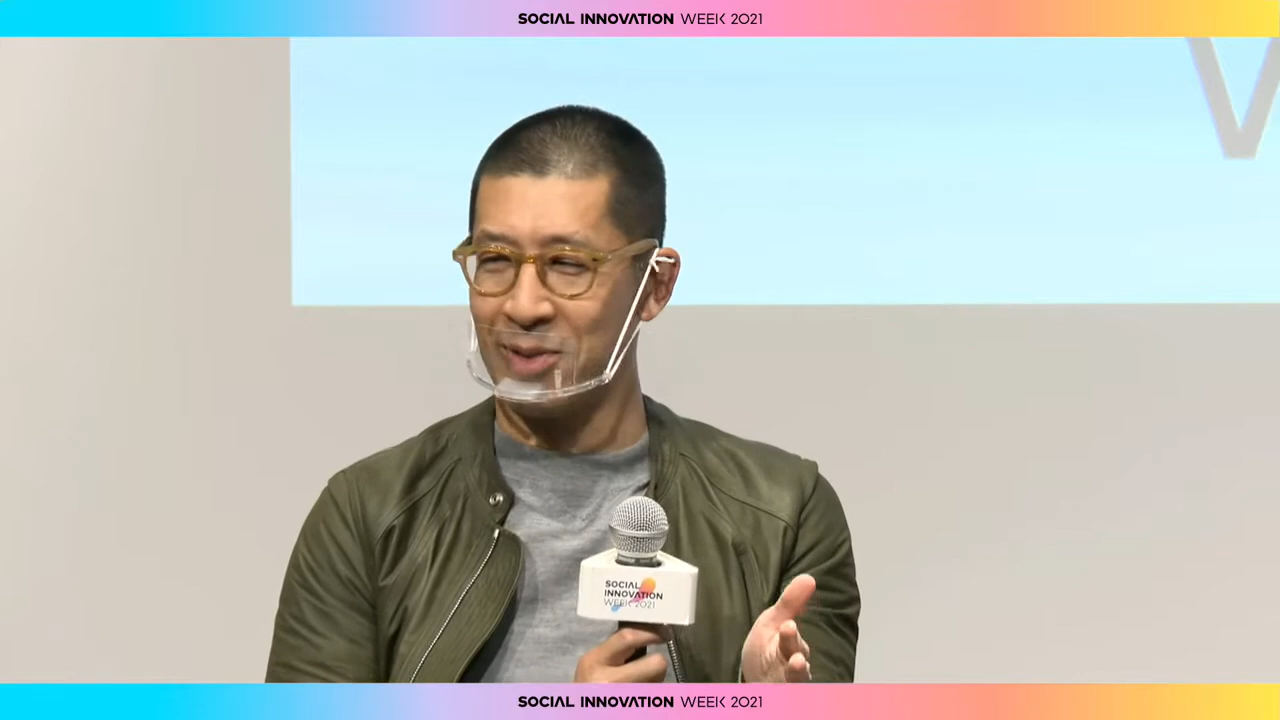 SOCIAL INNOVATION WEEK 2021
SOCIAL
INNOVATION
WEEK 2021
SOCIAL INNOVATION WEEK 2021